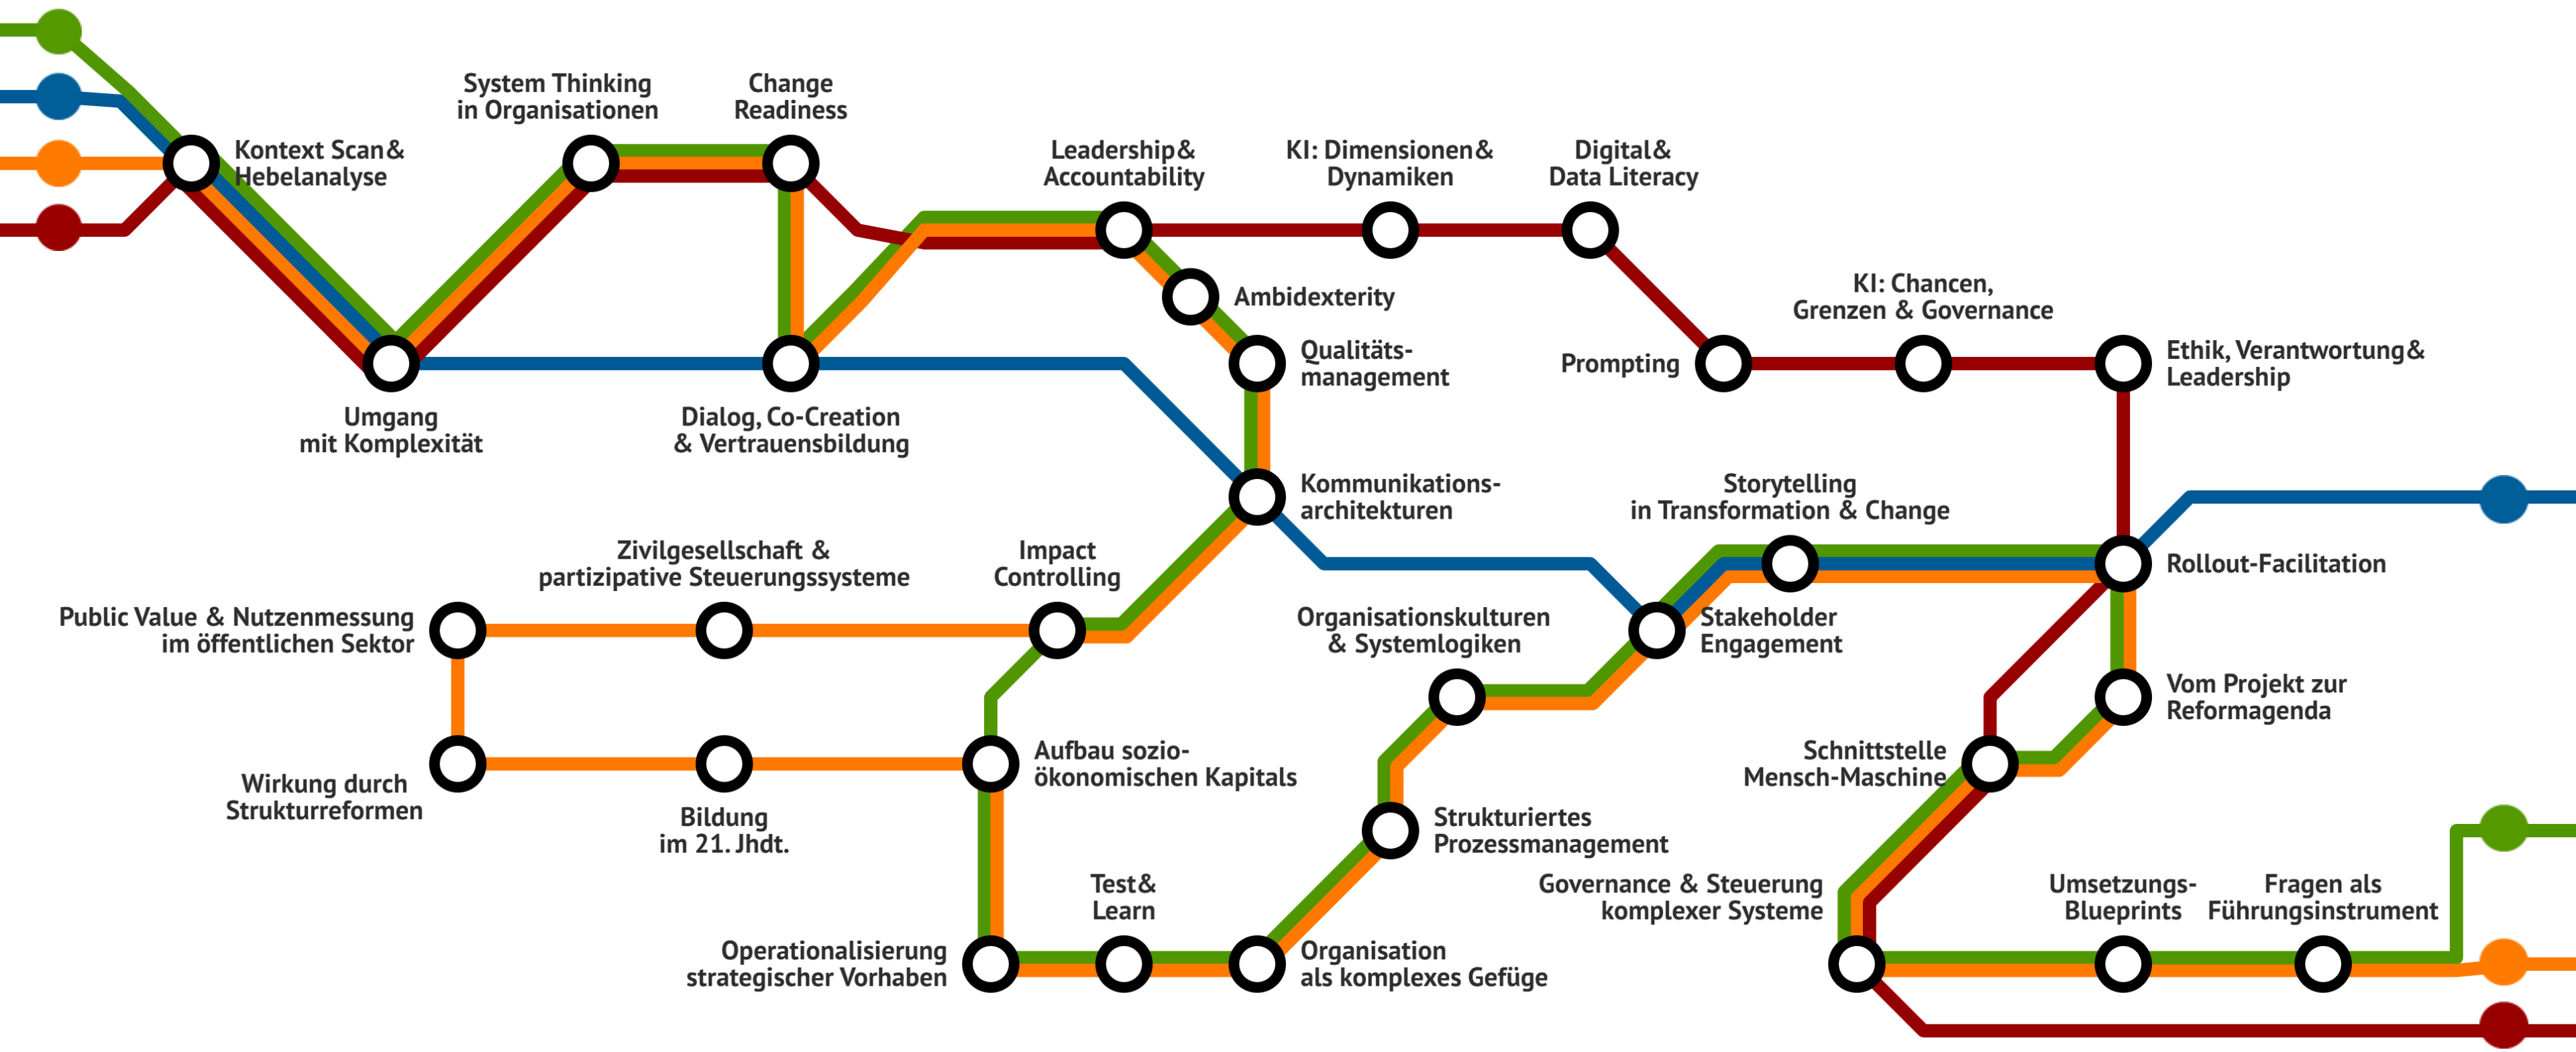 System Thinking
in Organisationen
Change
Readiness
Kontext Scan&
Hebelanalyse
Leadership&
Accountability
KI: Dimensionen&
Dynamiken
Digital&
Data Literacy
Ambidexterity
KI: Chancen,
Grenzen & Governance
Qualitäts-
management
Prompting
Ethik, Verantwortung&
Leadership
Umgang
mit Komplexität
Dialog, Co-Creation
& Vertrauensbildung
Kommunikations-
architekturen
Storytelling
in Transformation & Change
Zivilgesellschaft &
partizipative Steuerungssysteme
Impact
Controlling
Rollout-Facilitation
Public Value & Nutzenmessung
im öffentlichen Sektor
Organisationskulturen
& Systemlogiken
Stakeholder
Engagement
Vom Projekt zur
Reformagenda
Wirkung durch
Strukturreformen
Bildung
im 21. Jhdt.
Aufbau sozio-
ökonomischen Kapitals
Schnittstelle
Mensch-Maschine
Strukturiertes
Prozessmanagement
Test&
Learn
Governance & Steuerung
komplexer Systeme
Umsetzungs-
Blueprints
Fragen als
Führungsinstrument
Operationalisierung
strategischer Vorhaben
Organisation
als komplexes Gefüge